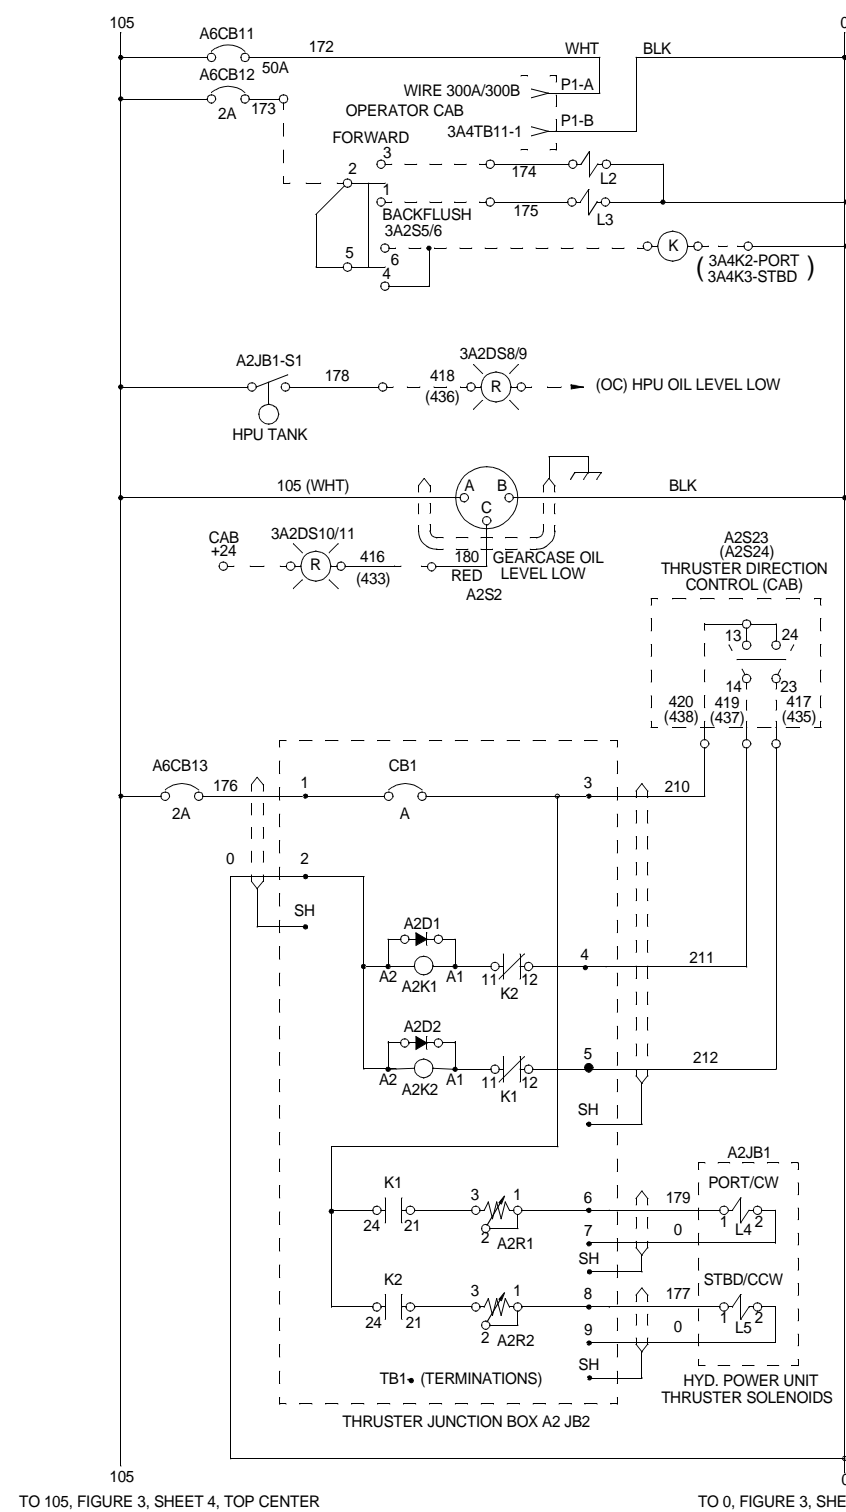 105
0
A6CB11
172
WHT
BLK
50A
A6CB12
2A
173
WIRE 300A/300B
P1-A
OPERATOR CAB
3A4TB11-1
P1-B
FORWARD
3
174
L2
2
1
175
L3
BACKFLUSH
3A2S5/6
5
6
4
K
(3A4K2-PORT
3A4K3-STBD)
A2JB1-S1
178
HPU TANK
3A2DS8/9
418
(436)
R
(OC) HPU OIL LEVEL LOW
105 (WHT)
A
B
C
BLK
CAB
+24
3A2DS10/11
R
416
(433)
180
RED
GEARCASE OIL
LEVEL LOW
A2S2
A2S23
(A2S24)
THRUSTER DIRECTION
CONTROL (CAB)
13
24
14
23
420
(438)
419
(437)
417
(435)
A6CB13
176
2A
1
CB1
A
3
210
0
2
SH
A2D1
A2
A2K1
A1
11
K2
12
4
211
A2D2
A2
A2K2
A1
11
K1
12
5
212
SH
A2JB1
K1
24
21
3
1
2
A2R1
6
179
PORT/CW
1
L4
2
7
0
SH
K2
24
21
3
1
2
A2R2
8
177
STBD/CCW
1
L5
2
9
0
SH
TB1 (TERMINATIONS)
HYD. POWER UNIT
THRUSTER SOLENOIDS
THRUSTER JUNCTION BOX A2 JB2
105
0
TO 105, FIGURE 3, SHEET 4, TOP CENTER
TO 0, FIGURE 3, SHE